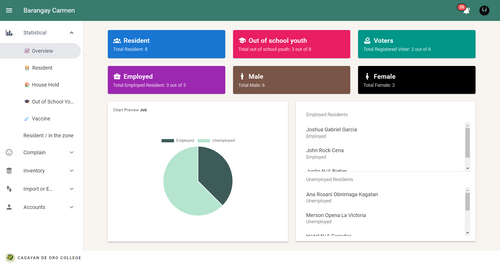 Barangay Carmen
Statistical
Overview
Resident
House Hold
Out of School Yo...
Vaccine
Resident / in the zone
Complain
Inventory
Import or E...
Accounts
CAGAYAN DE ORO COLLEGE
Resident
Total Resident: 8
Out of school youth
Total out of school youth: 3 out of 8
Voters
Total Registered Voter: 2 out of 6
Employed
Total Employed Resident: 3 out of 5
Male
Total Male: 6
Female
Total Female: 2
Chart Preview Job
Employed
Unemployed
Employed Residents
Joshua Gabriel Garcia
Employed
John Rock Cena
Employed
Unemployed Residents
Ana Rosani Obnimaga Kagatan
Unemployed
Merson Opena La Victoria
Unemployed